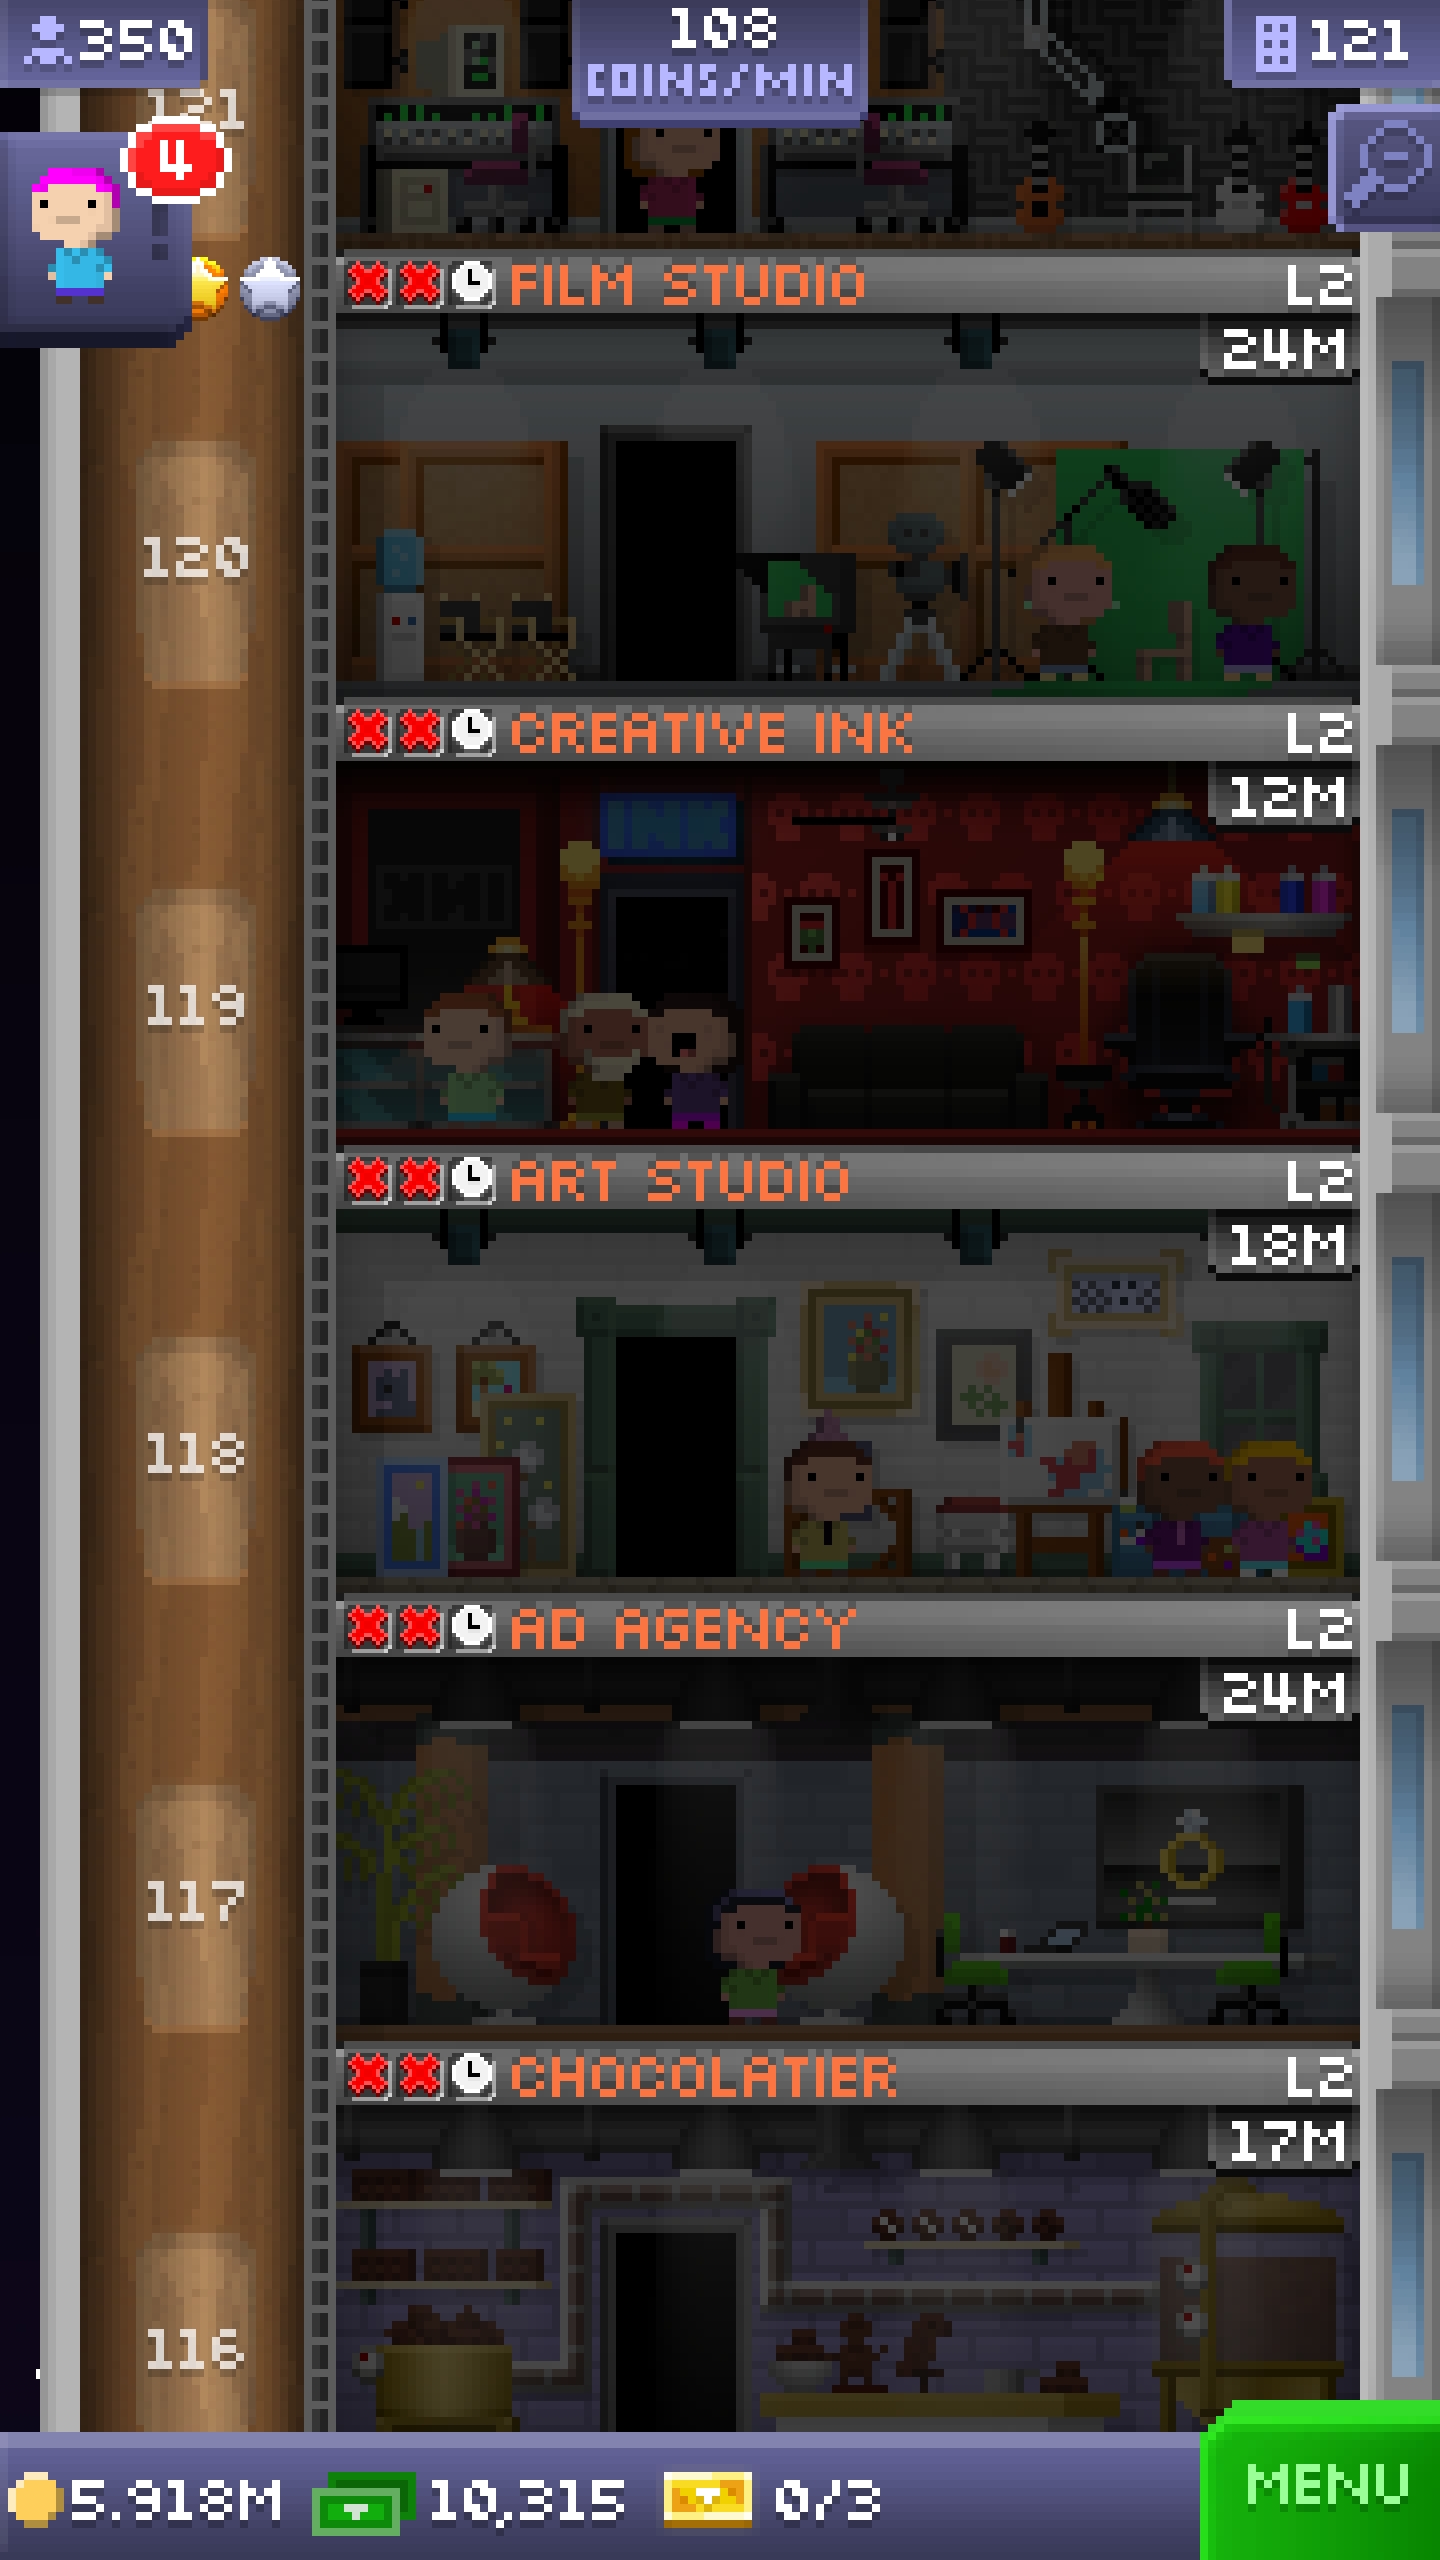 350
108
COINS/MIN
121
121
4
FILM STUDIO L2
24M
120
CREATIVE INK L2
12M
INK
INK
119
ART STUDIO L2
18M
118
AD AGENCY L2
24M
117
CHOCOLATIER L2
17M
116
5.918M 10,315 0/3
MENU